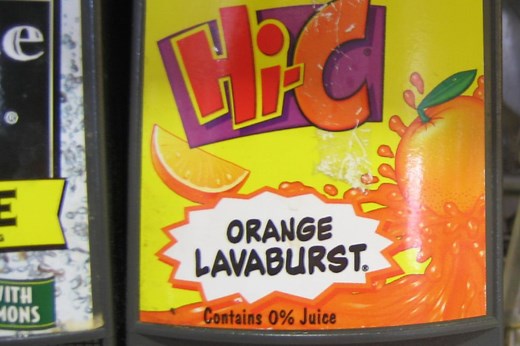 e
®
E
WITH
MONS
Hi-C
ORANGE
LAVABURST®
Contains 0% Juice